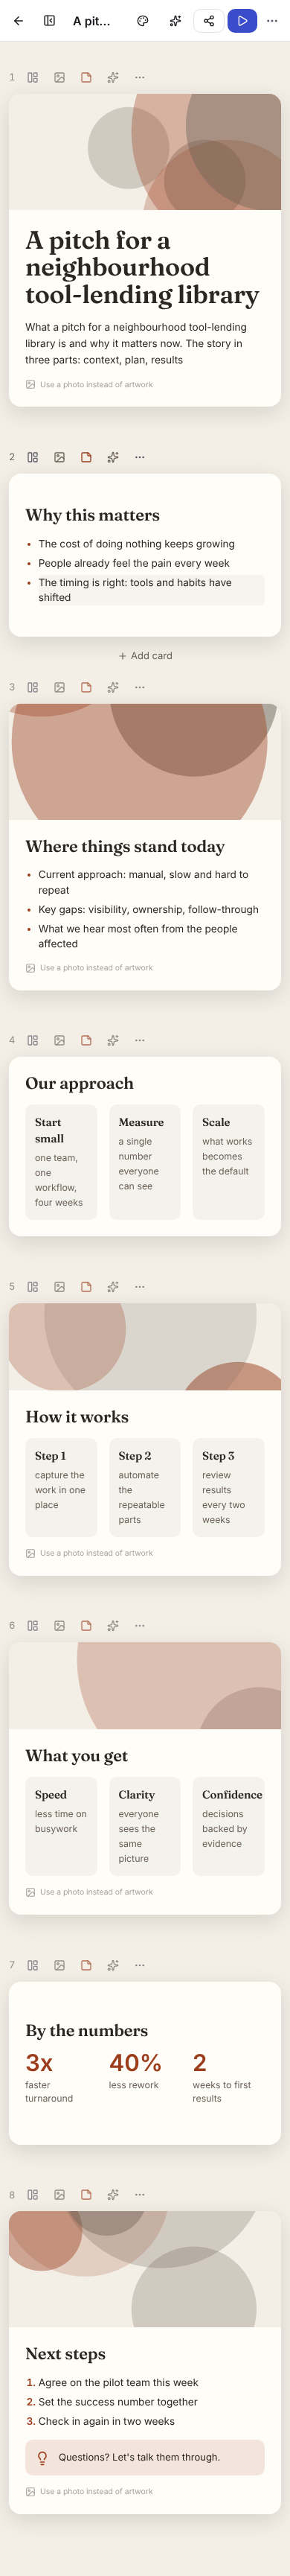 A pit...
1
A pitch for a
neighbourhood
tool-lending library
What a pitch for a neighbourhood tool-lending
library is and why it matters now. The story in
three parts: context, plan, results
Use a photo instead of artwork
2
Why this matters
• The cost of doing nothing keeps growing
• People already feel the pain every week
• The timing is right: tools and habits have
shifted
+ Add card
3
Where things stand today
• Current approach: manual, slow and hard to
repeat
• Key gaps: visibility, ownership, follow-through
• What we hear most often from the people
affected
Use a photo instead of artwork
4
Our approach
Start
small
one team,
one
workflow,
four weeks
Measure
a single
number
everyone
can see
Scale
what works
becomes
the default
5
How it works
Step 1
capture the
work in one
place
Step 2
automate
the
repeatable
parts
Step 3
review
results
every two
weeks
Use a photo instead of artwork
6
What you get
Speed
less time on
busywork
Clarity
everyone
sees the
same
picture
Confidence
decisions
backed by
evidence
Use a photo instead of artwork
7
By the numbers
3x
faster
turnaround
40%
less rework
2
weeks to first
results
8
Next steps
1. Agree on the pilot team this week
2. Set the success number together
3. Check in again in two weeks
Questions? Let's talk them through.
Use a photo instead of artwork